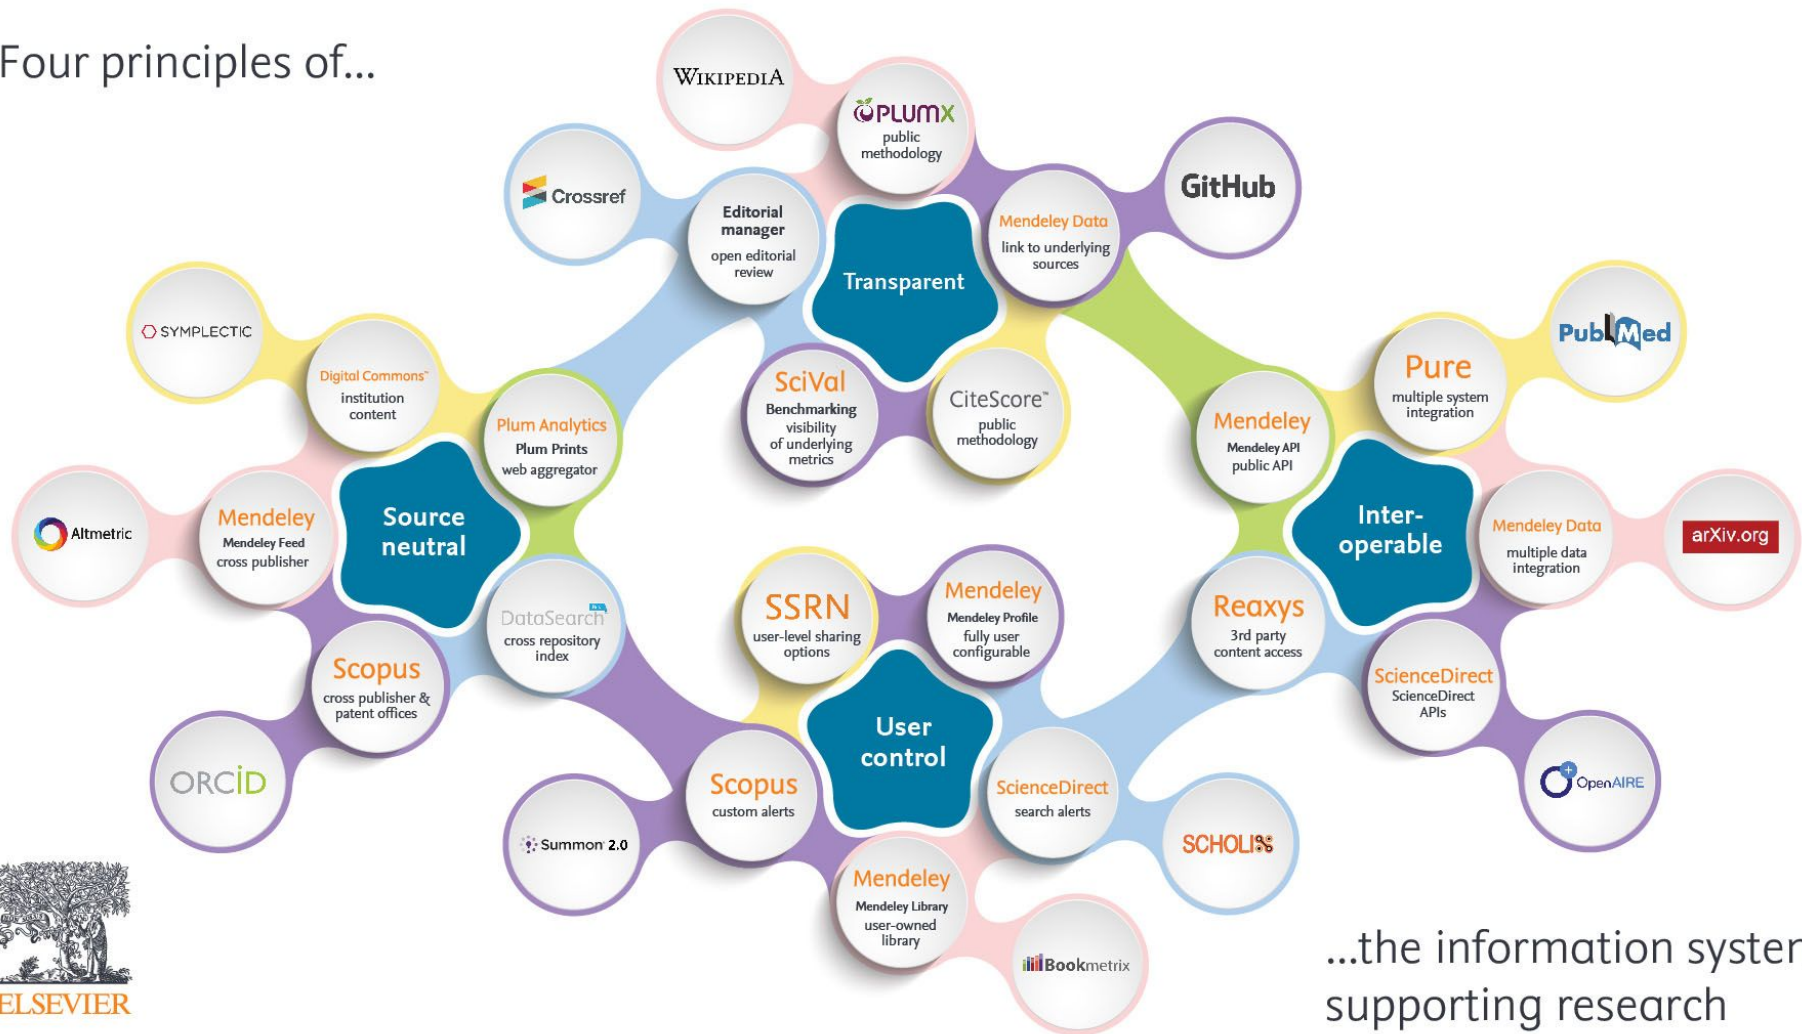 Four principles of...
WIKIPEDIA
PLUMX
public
methodology
Crossref
Editorial
manager
open editorial
review
Transparent
Mendeley Data
link to underlying
sources
GitHub
SciVal
Benchmarking
visibility
of underlying
metrics
CiteScore™
public
methodology
SYMPLECTIC
Digital Commons™
institution
content
Plum Analytics
Plum Prints
web aggregator
Altmetric
Mendeley
Mendeley Feed
cross publisher
Source
neutral
DataSearch
cross repository
index
Scopus
cross publisher &
patent offices
ORCID
Mendeley
Mendeley API
public API
Pure
multiple system
integration
PubMed
Inter-
operable
Mendeley Data
multiple data
integration
arXiv.org
Reaxys
3rd party
content access
ScienceDirect
ScienceDirect
APIs
OpenAIRE
SSRN
user-level sharing
options
Mendeley
Mendeley Profile
fully user
configurable
User
control
Scopus
custom alerts
ScienceDirect
search alerts
Summon 2.0
SCHOLIX
Mendeley
Mendeley Library
user-owned
library
Bookmetrix
ELSEVIER
...the information system
supporting research